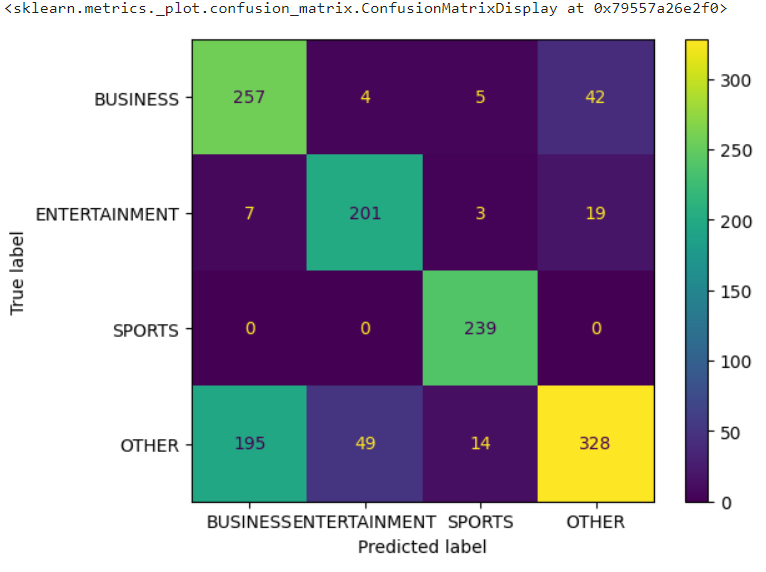 <sklearn.metrics._plot.confusion_matrix.ConfusionMatrixDisplay at 0x79557a26e2f0>
BUSINESS 257 4 5 42
ENTERTAINMENT 7 201 3 19
SPORTS 0 0 239 0
OTHER 195 49 14 328
BUSINESS ENTERTAINMENT SPORTS OTHER
Predicted label
True label
300
250
200
150
100
50
0